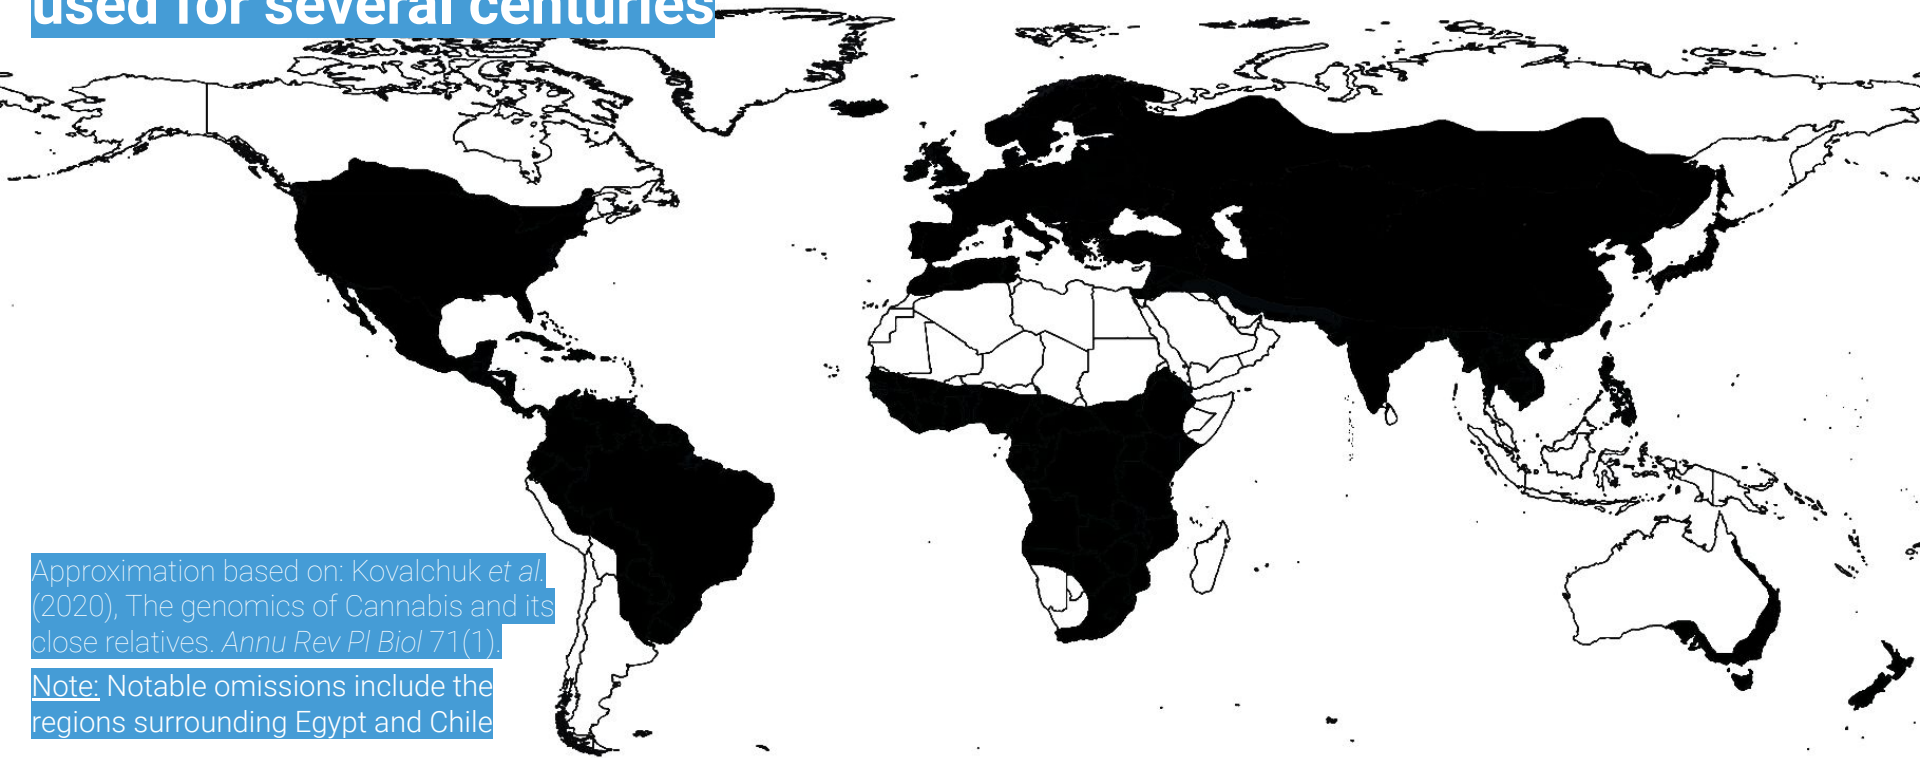 used for several centuries
Approximation based on: Kovalchuk et al.
(2020), The genomics of Cannabis and its
close relatives. Annu Rev Pl Biol 71(1).
Note: Notable omissions include the
regions surrounding Egypt and Chile